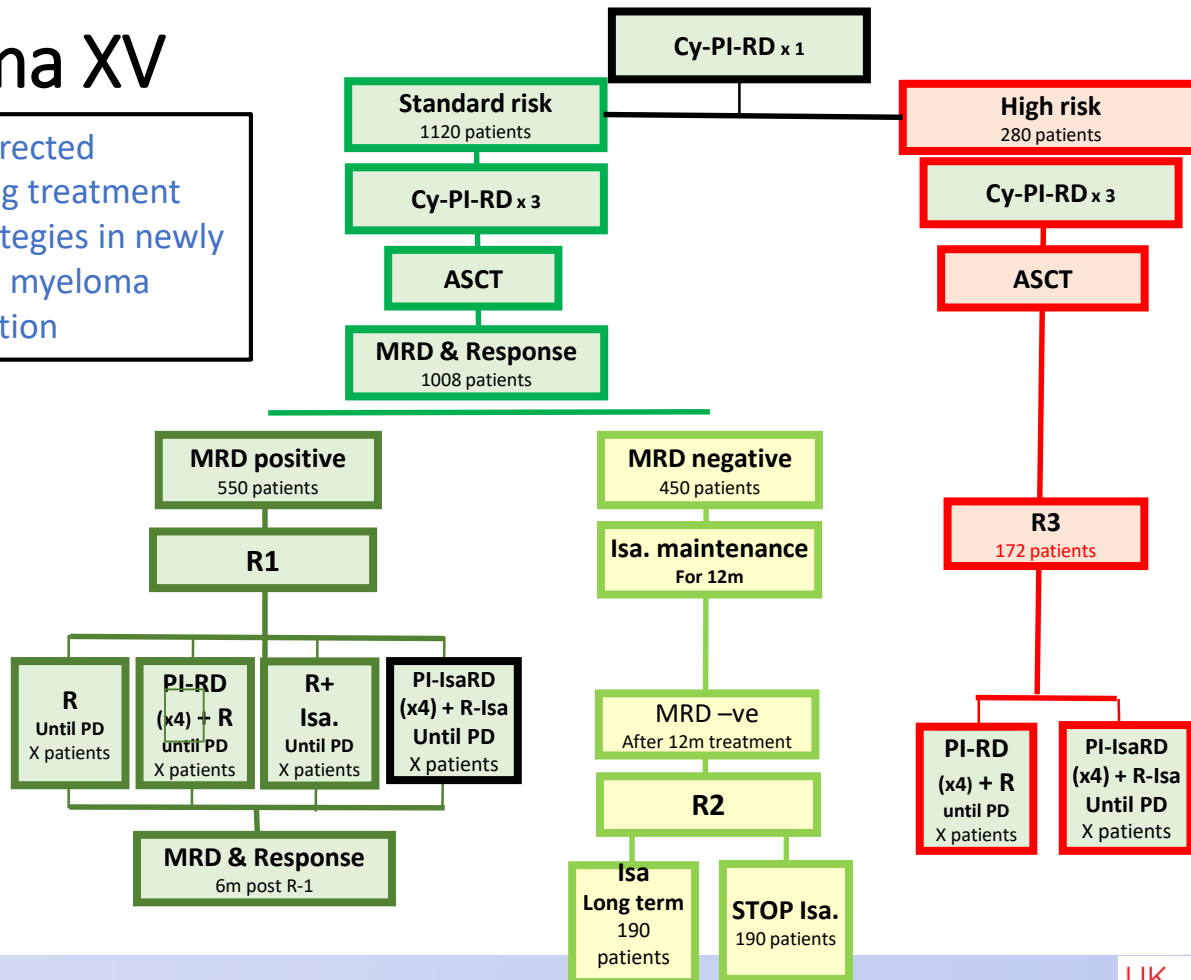 ma XV
rected
g treatment
tegies in newly
myeloma
tion
Cy-PI-RD x 1
Standard risk
1120 patients
High risk
280 patients
Cy-PI-RD x 3
Cy-PI-RD x 3
ASCT
ASCT
MRD & Response
1008 patients
MRD positive
550 patients
MRD negative
450 patients
R1
Isa. maintenance
For 12m
R3
172 patients
R
Until PD
X patients
PI-RD
(x4) + R
until PD
X patients
R+
Isa.
Until PD
X patients
PI-IsaRD
(x4) + R-Isa
Until PD
X patients
MRD –ve
After 12m treatment
PI-RD
(x4) + R
until PD
X patients
PI-IsaRD
(x4) + R-Isa
Until PD
X patients
R2
MRD & Response
6m post R-1
Isa
Long term
190
patients
STOP Isa.
190 patients
UK